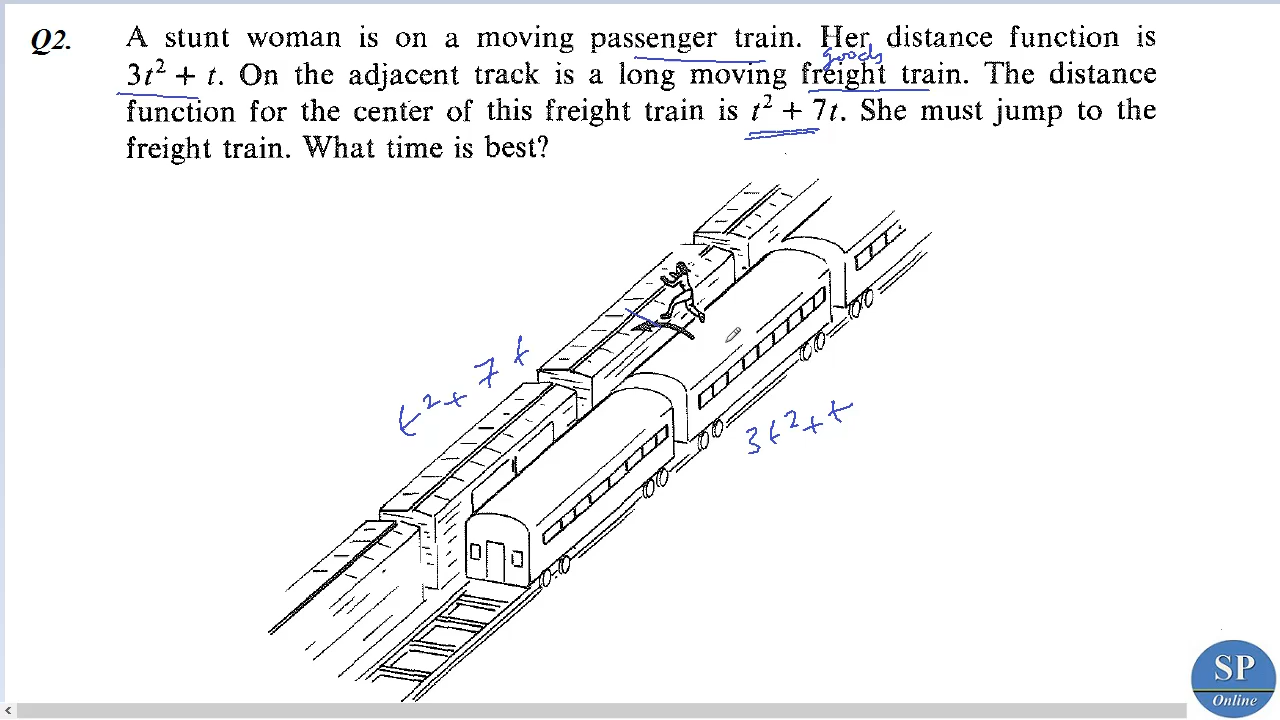 Q2. A stunt woman is on a moving passenger train. Her distance function is
goods
3t² + t. On the adjacent track is a long moving freight train. The distance
function for the center of this freight train is t² + 7t. She must jump to the
freight train. What time is best?
t² + 7t
3t² + t
SP
Online